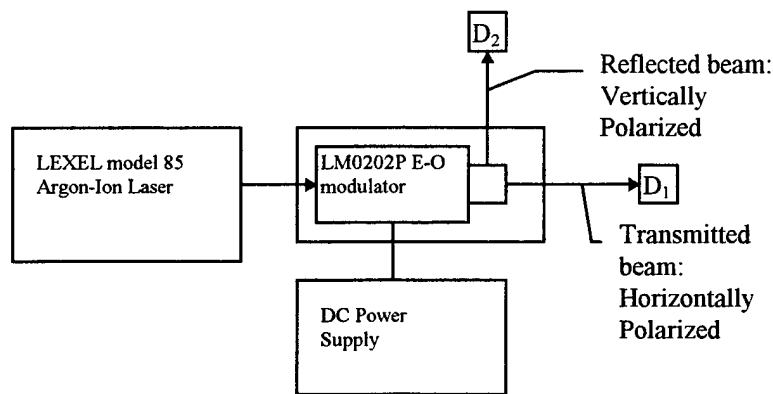 D2
Reflected beam:
Vertically
Polarized
LEXEL model 85
Argon-Ion Laser
LM0202P E-O
modulator
D1
Transmitted
beam:
Horizontally
Polarized
DC Power
Supply